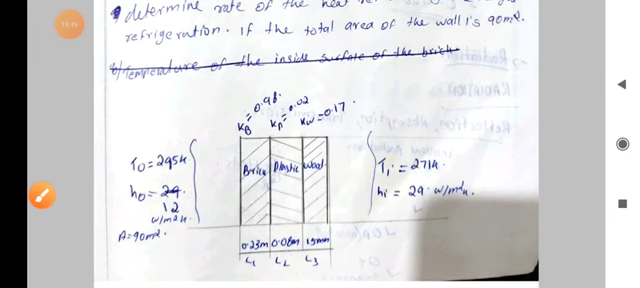 determine rate of the heat
refrigeration. If the total area of the wall is 90m².
Temperature of the inside surface of the brick
RADIATION
KB = 0.98
KP = 0.02
KW = 0.17
T0 = 295K
h0 = 29
12
w/m²k
A = 90m².
Brick
Plastic
Wood
Ti = 271K
hi = 29 w/m²k
0.23m
0.08m
15mm
L1
L2
L3